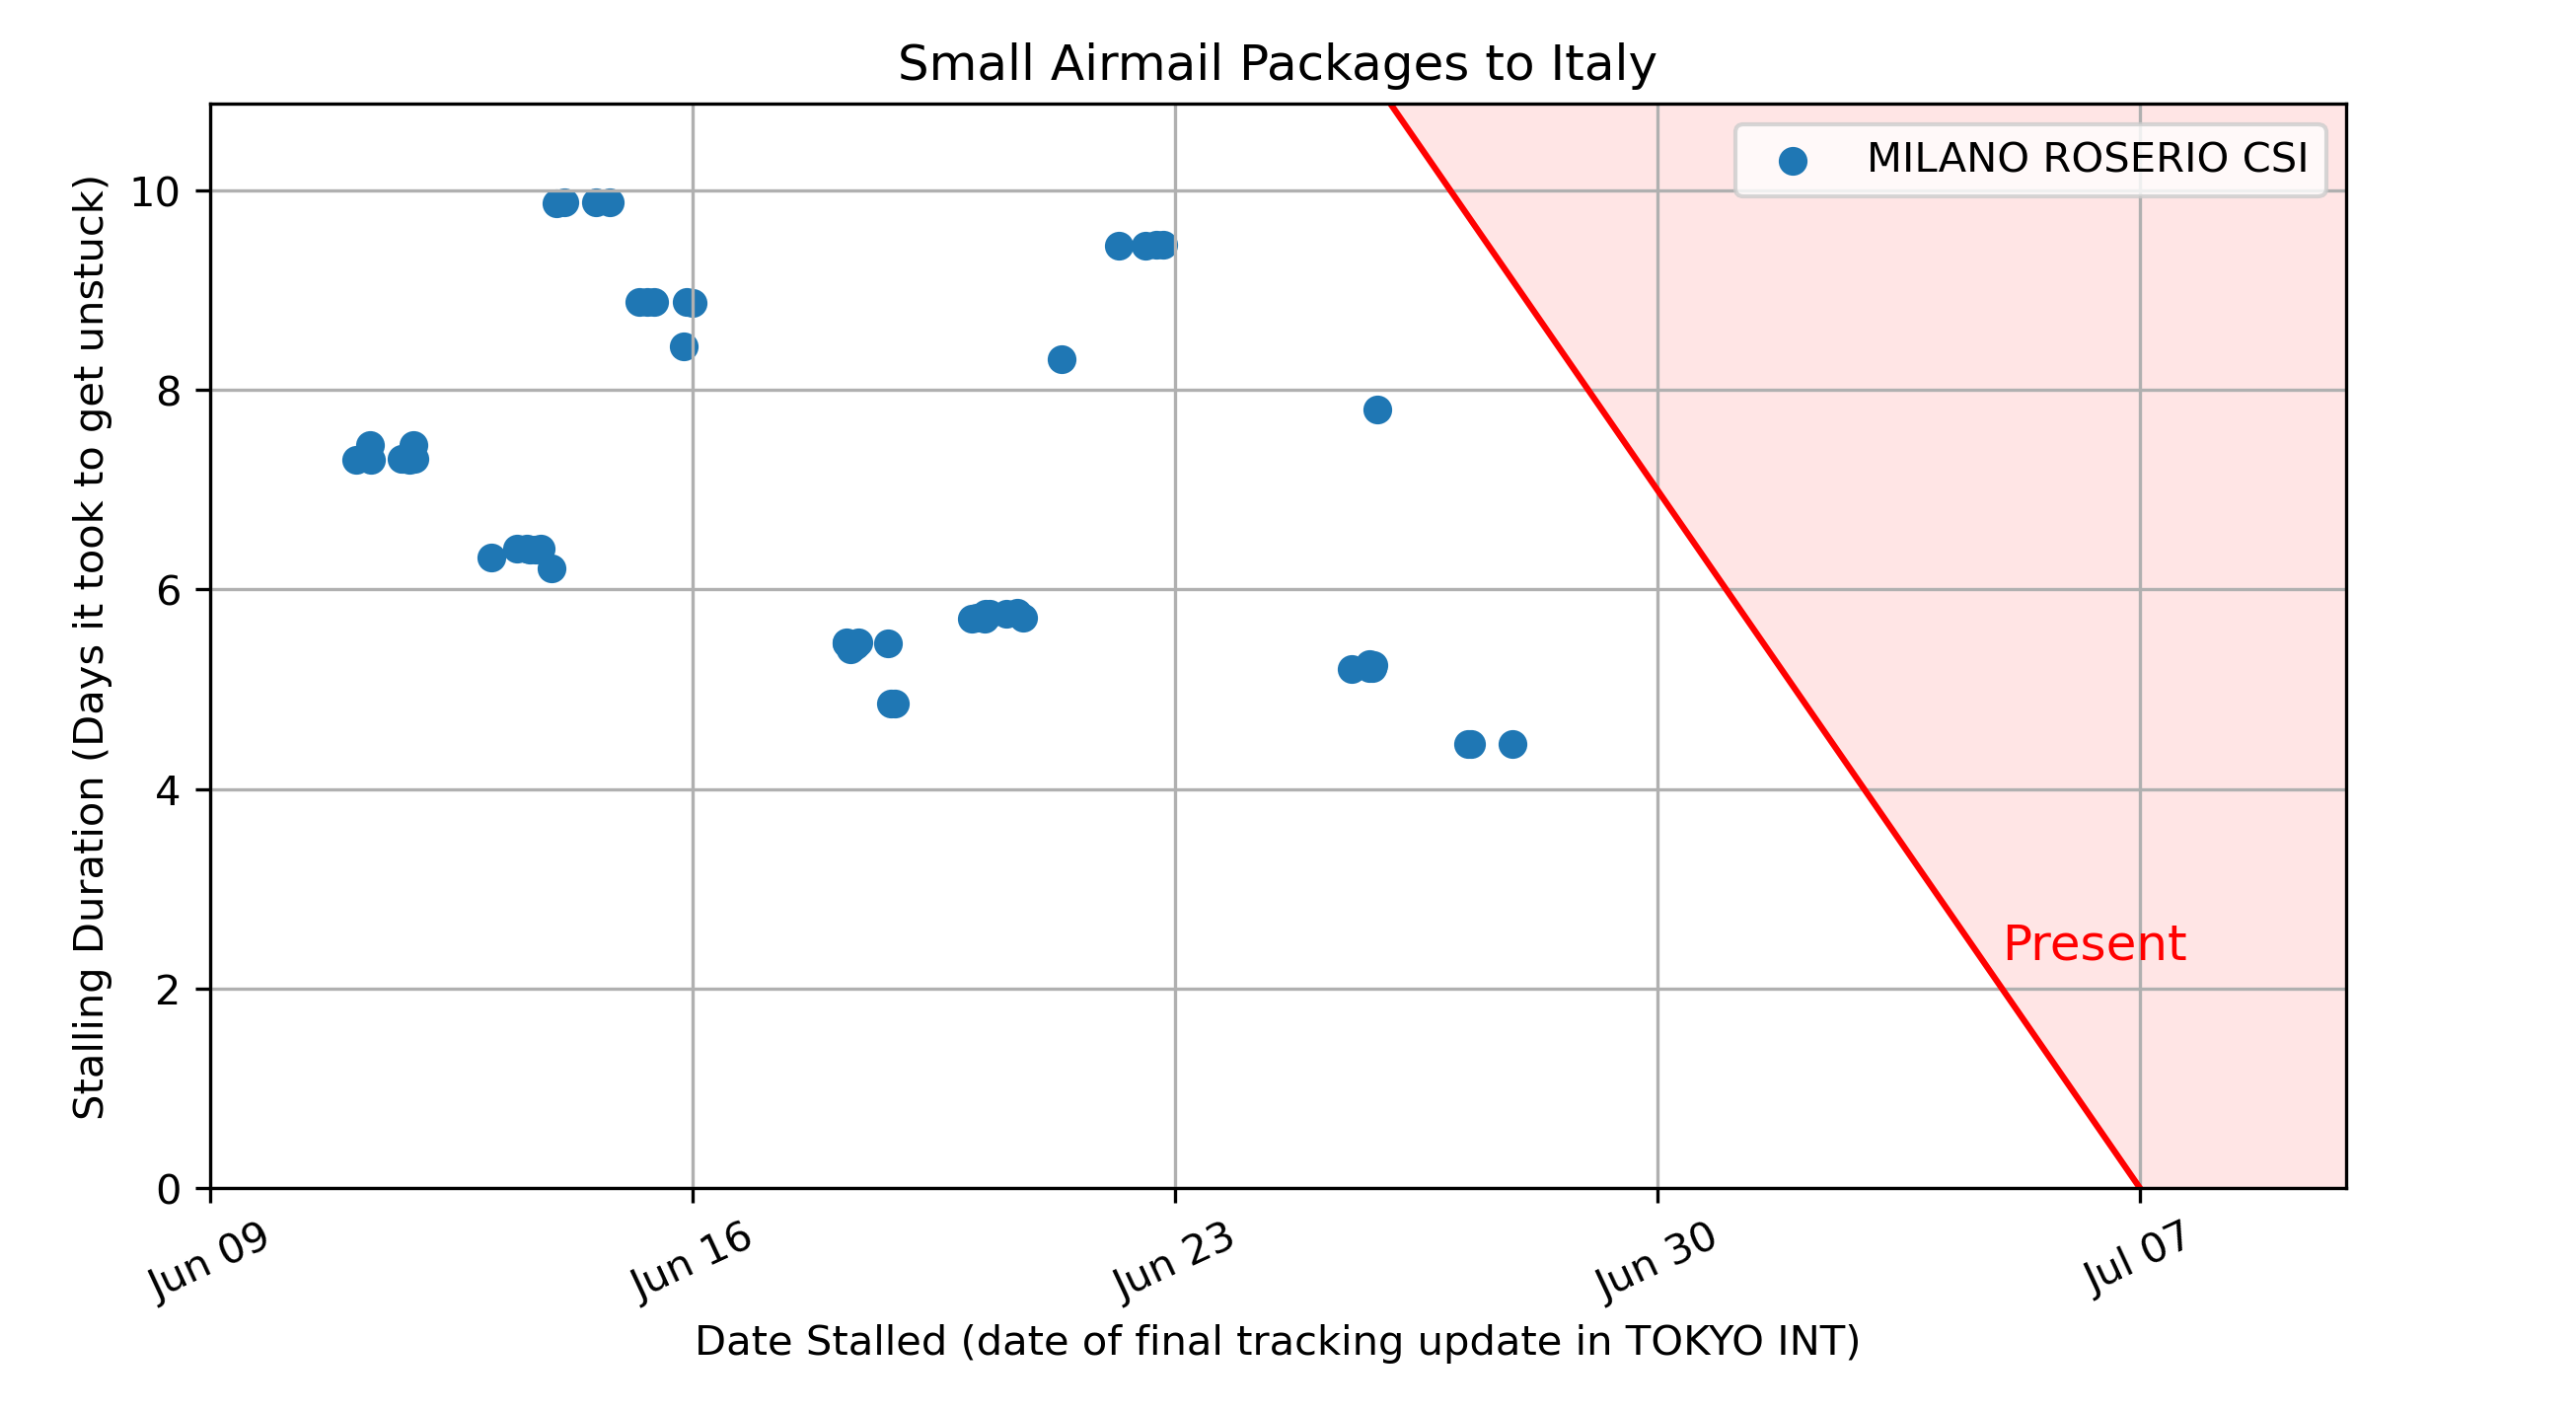 Small Airmail Packages to Italy
MILANO ROSERIO CSI
Stalling Duration (Days it took to get unstuck)
10
8
6
4
2
0
Present
Jun 09
Jun 16
Jun 23
Jun 30
Jul 07
Date Stalled (date of final tracking update in TOKYO INT)